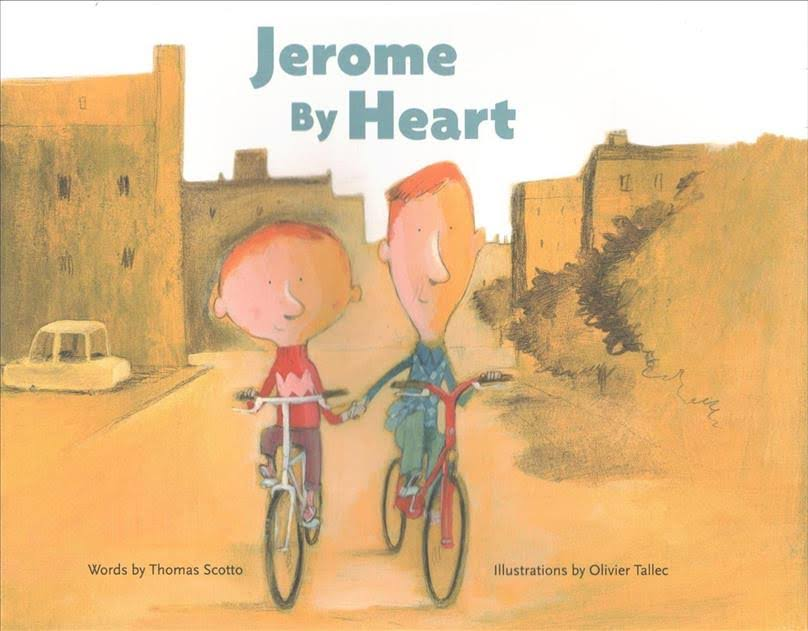 Jerome
By Heart
Words by Thomas Scotto
Illustrations by Olivier Tallec